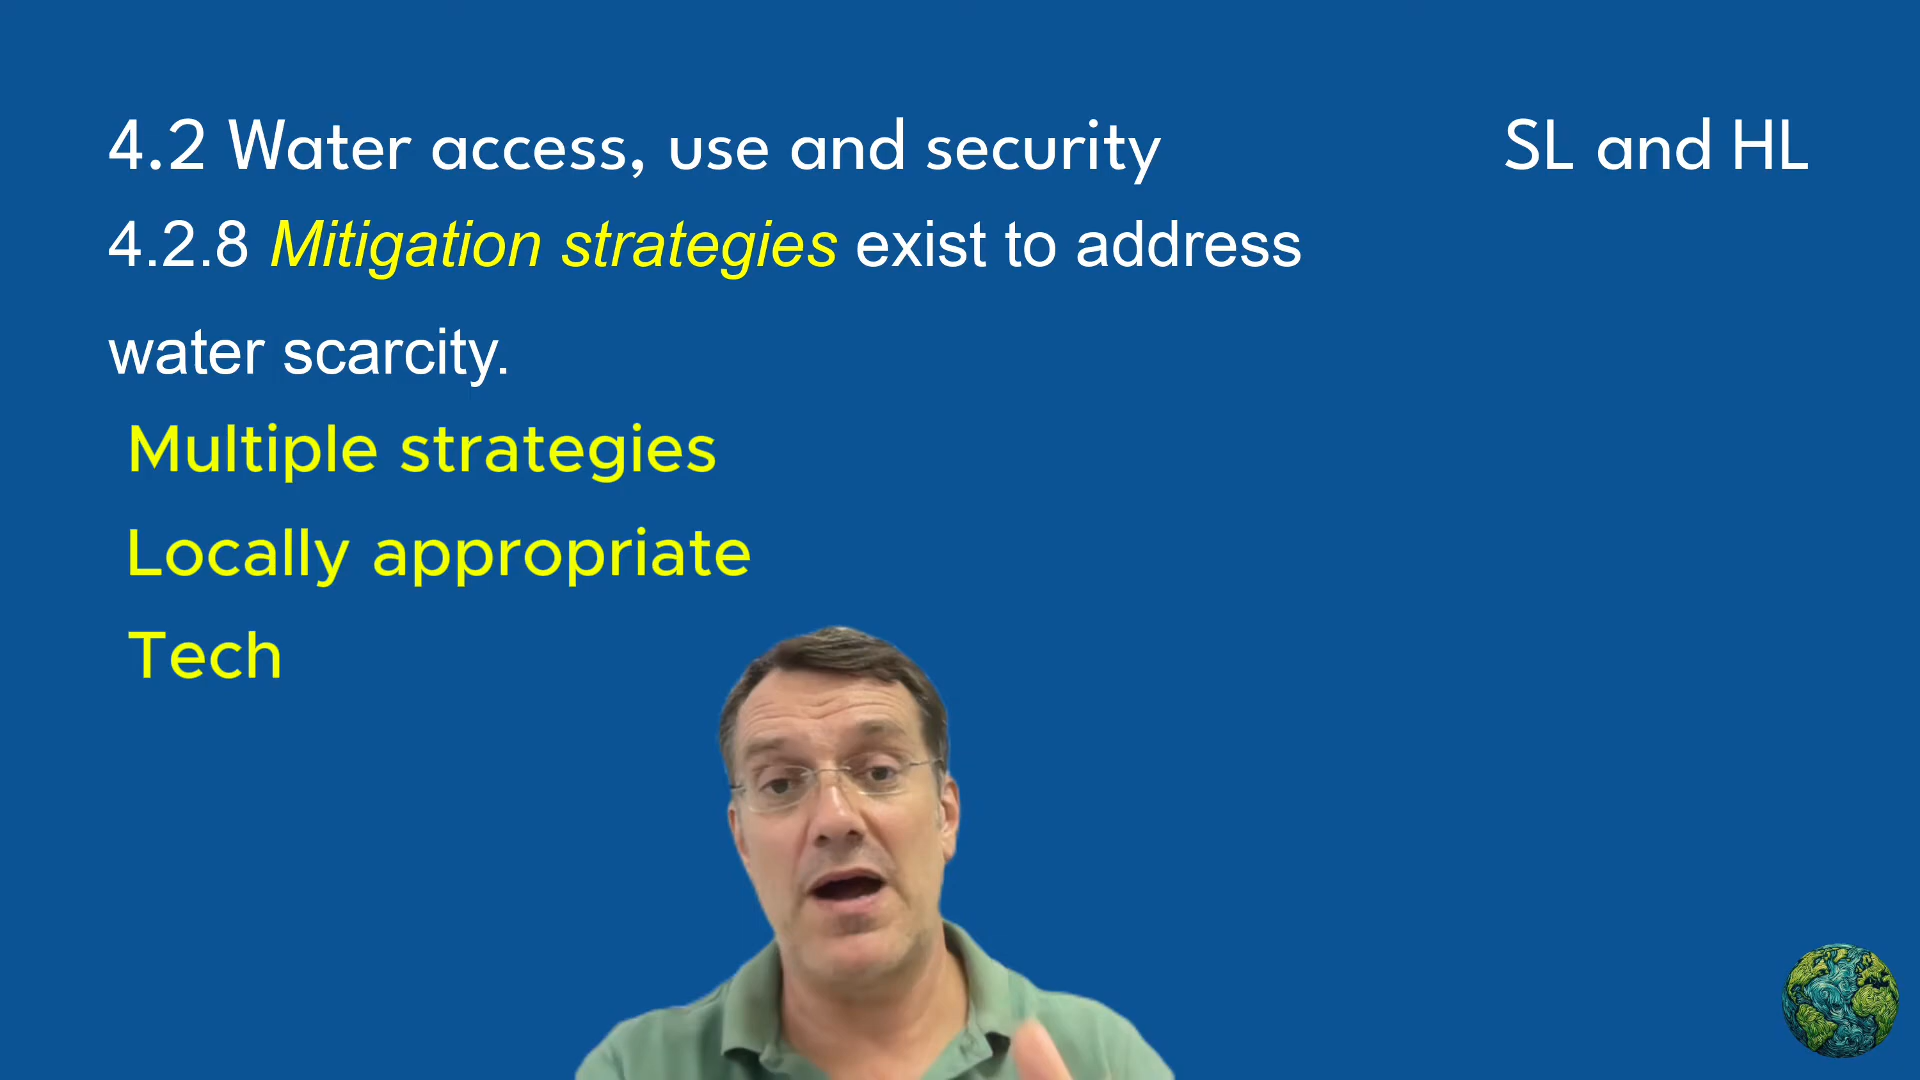 4.2 Water access, use and security SL and HL
4.2.8 Mitigation strategies exist to address
water scarcity.
Multiple strategies
Locally appropriate
Tech